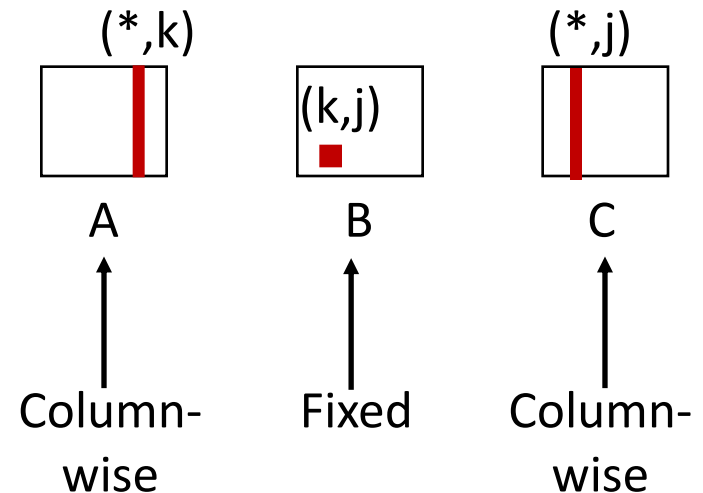 (*,k)
(*,j)
(k,j)
A
B
C
Column-
wise
Fixed
Column-
wise